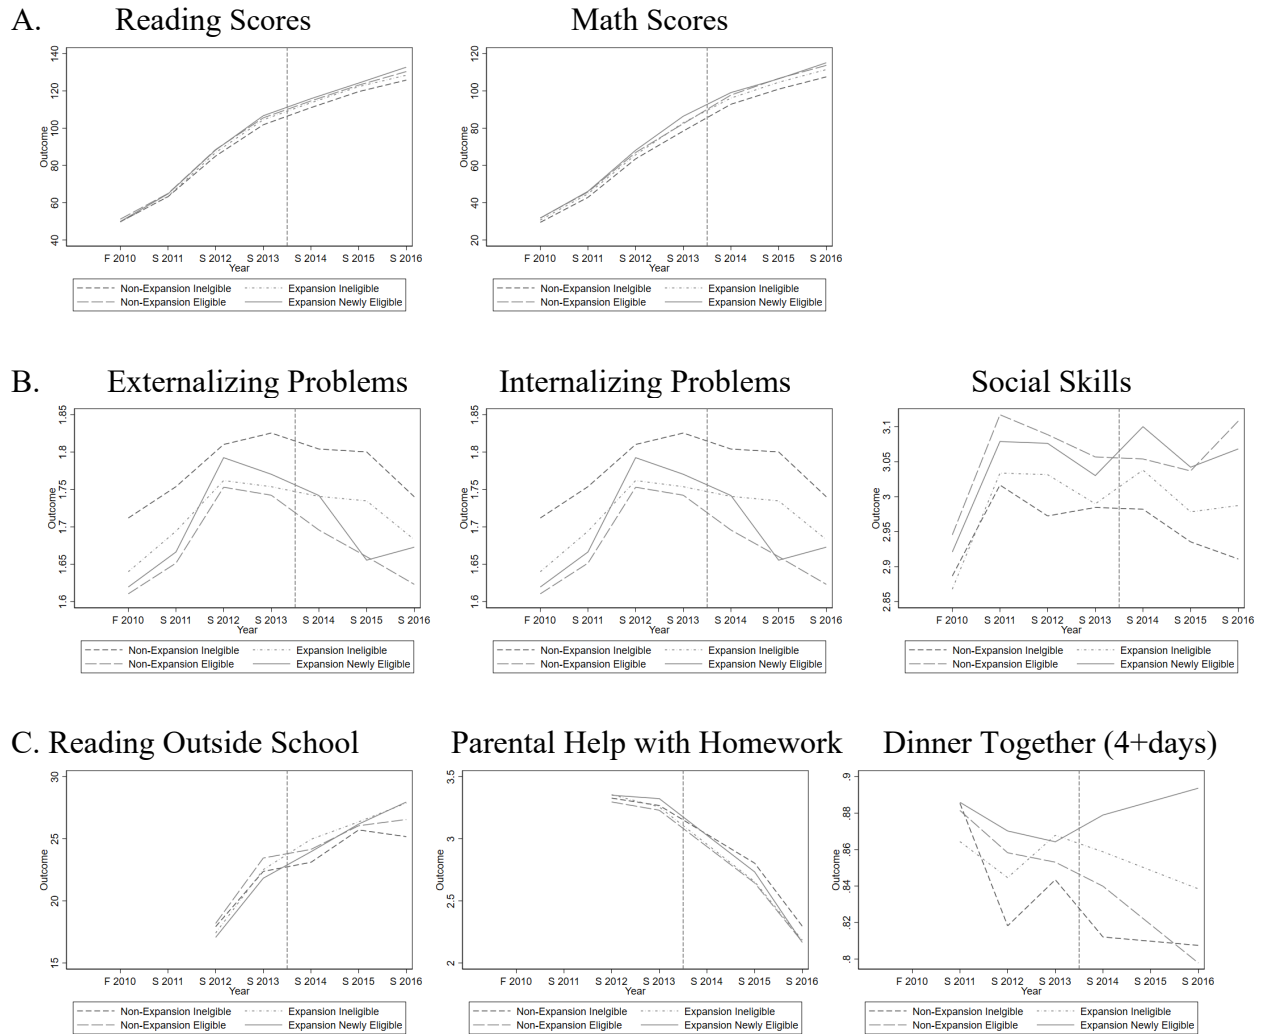 A. Reading Scores Math Scores
140
120
100
80
60
40
Outcome
F 2010 S 2011 S 2012 S 2013 S 2014 S 2015 S 2016
Year
Non-Expansion Inelgible Expansion Ineligible
Non-Expansion Eligible Expansion Newly Eligible
120
100
80
60
40
20
Outcome
F 2010 S 2011 S 2012 S 2013 S 2014 S 2015 S 2016
Year
Non-Expansion Inelgible Expansion Ineligible
Non-Expansion Eligible Expansion Newly Eligible
B. Externalizing Problems Internalizing Problems Social Skills
1.85
1.8
1.75
1.7
1.65
1.6
Outcome
F 2010 S 2011 S 2012 S 2013 S 2014 S 2015 S 2016
Year
Non-Expansion Inelgible Expansion Ineligible
Non-Expansion Eligible Expansion Newly Eligible
1.85
1.8
1.75
1.7
1.65
1.6
Outcome
F 2010 S 2011 S 2012 S 2013 S 2014 S 2015 S 2016
Year
Non-Expansion Inelgible Expansion Ineligible
Non-Expansion Eligible Expansion Newly Eligible
3.1
3.05
3
2.95
2.9
2.85
Outcome
F 2010 S 2011 S 2012 S 2013 S 2014 S 2015 S 2016
Year
Non-Expansion Inelgible Expansion Ineligible
Non-Expansion Eligible Expansion Newly Eligible
C. Reading Outside School Parental Help with Homework Dinner Together (4+days)
30
25
20
15
Outcome
F 2010 S 2011 S 2012 S 2013 S 2014 S 2015 S 2016
Year
Non-Expansion Inelgible Expansion Ineligible
Non-Expansion Eligible Expansion Newly Eligible
3.5
3
2.5
2
Outcome
F 2010 S 2011 S 2012 S 2013 S 2014 S 2015 S 2016
Year
Non-Expansion Inelgible Expansion Ineligible
Non-Expansion Eligible Expansion Newly Eligible
.9
.88
.86
.84
.82
.8
Outcome
F 2010 S 2011 S 2012 S 2013 S 2014 S 2015 S 2016
Year
Non-Expansion Inelgible Expansion Ineligible
Non-Expansion Eligible Expansion Newly Eligible